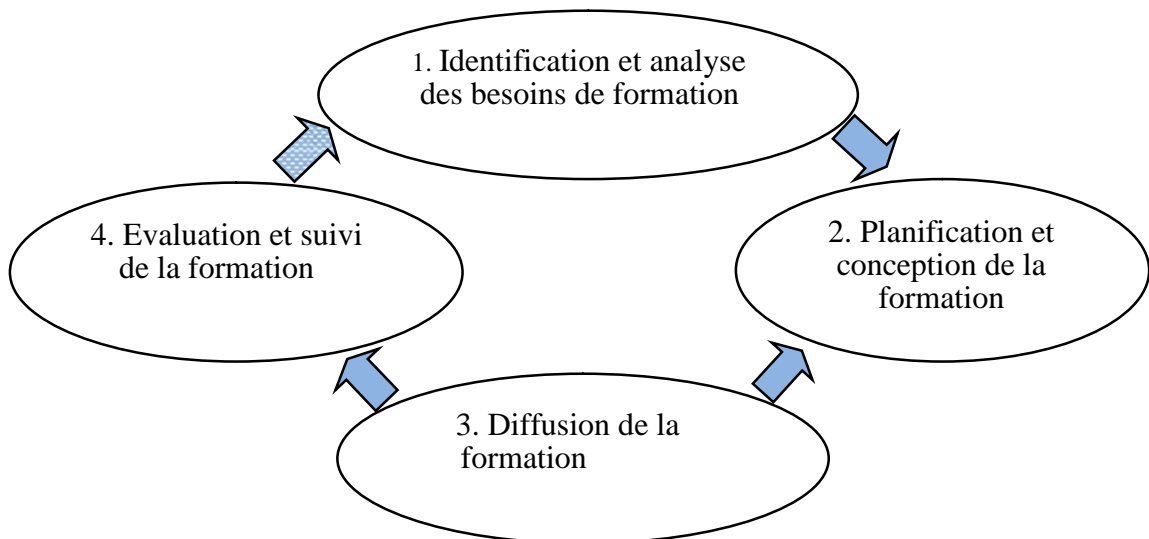 1. Identification et analyse
des besoins de formation
4. Evaluation et suivi
de la formation
2. Planification et
conception de la
formation
3. Diffusion de la
formation